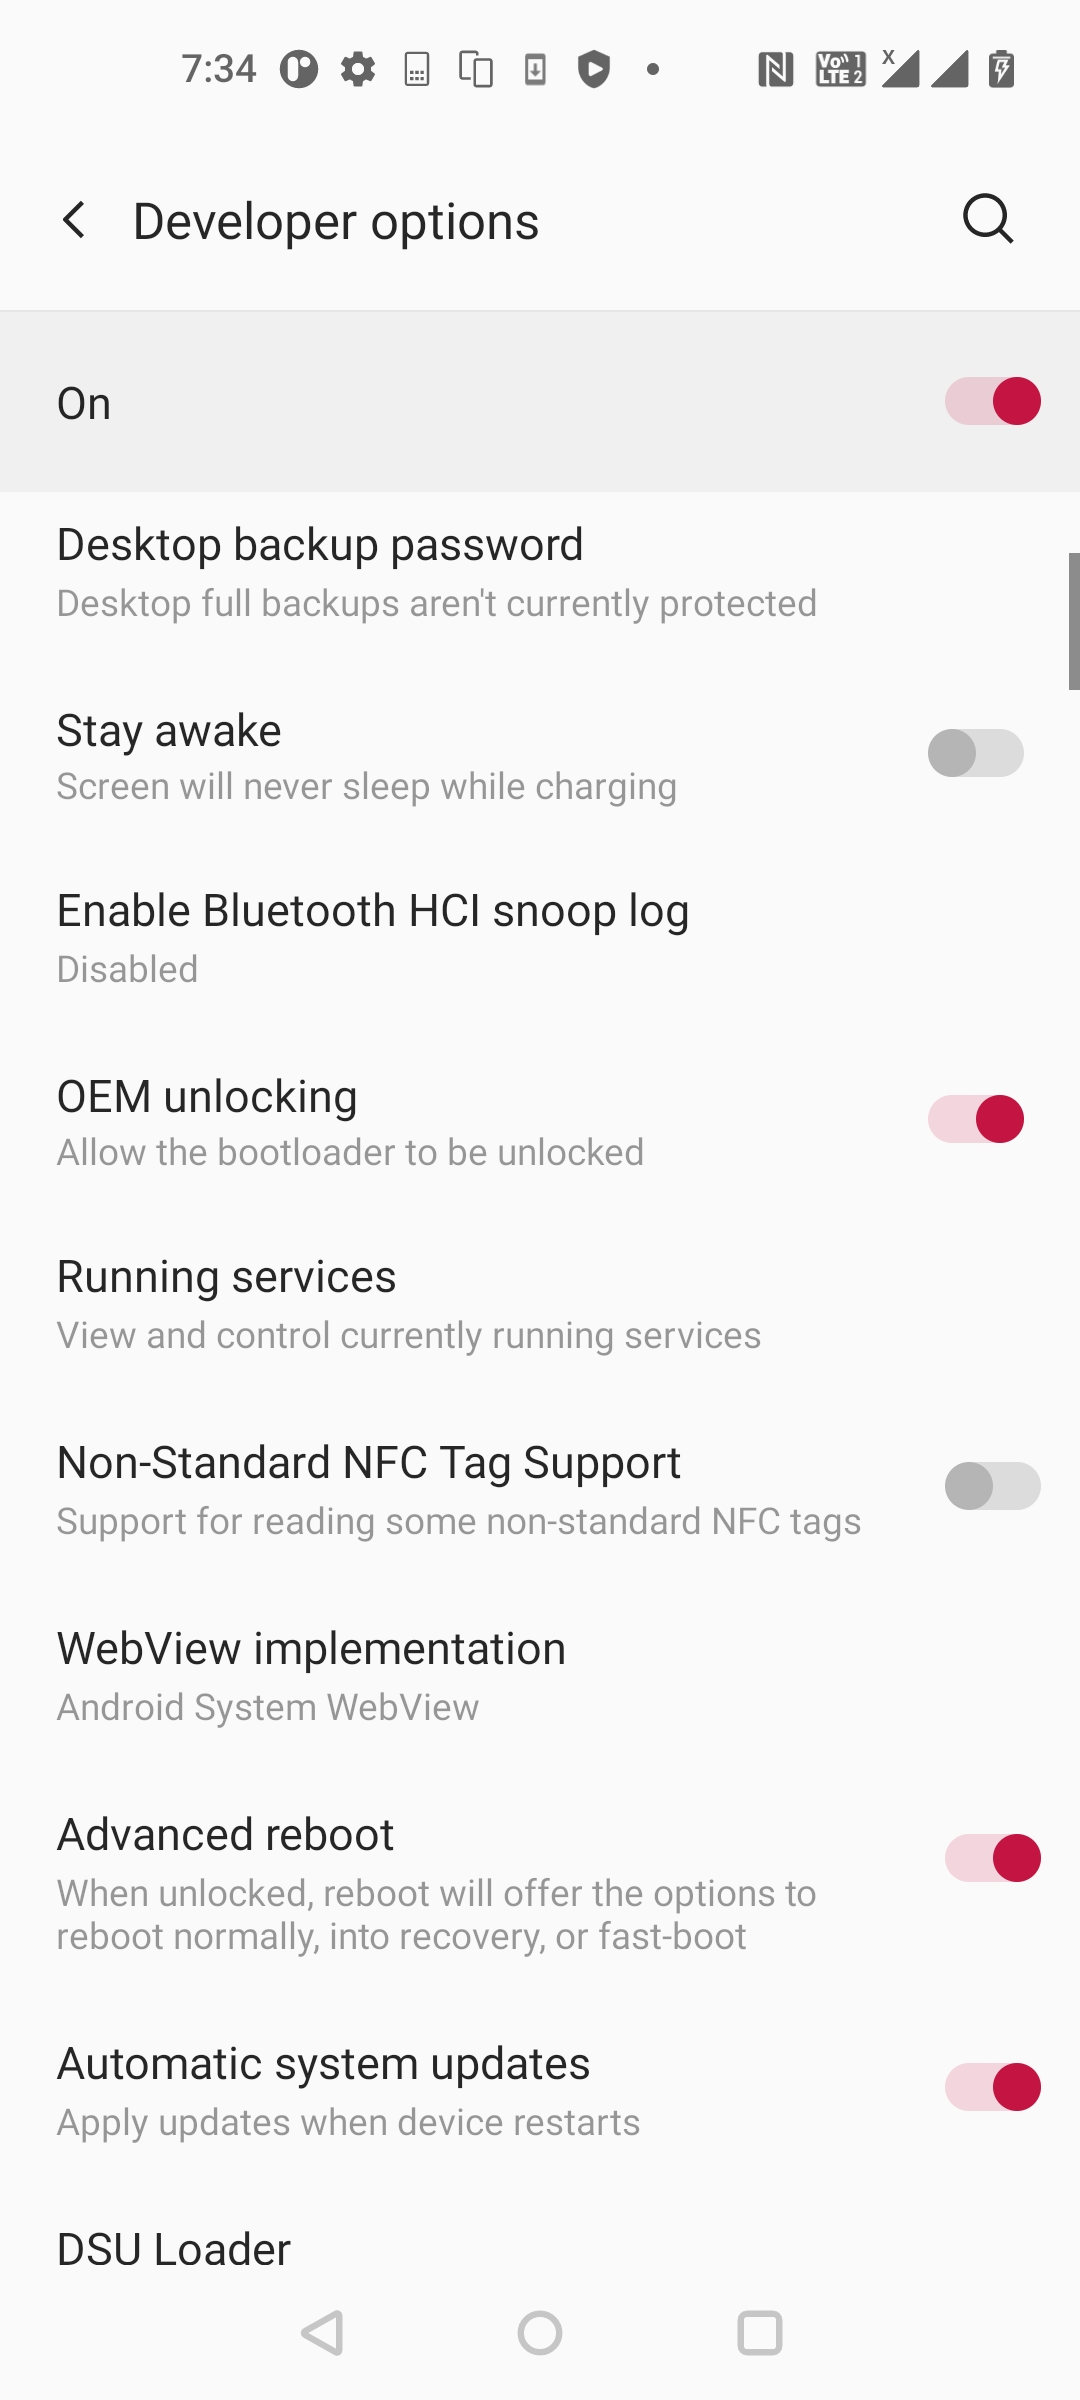 7:34
Vo 1
LTE 2
x
Developer options
On
Desktop backup password
Desktop full backups aren't currently protected
Stay awake
Screen will never sleep while charging
Enable Bluetooth HCI snoop log
Disabled
OEM unlocking
Allow the bootloader to be unlocked
Running services
View and control currently running services
Non-Standard NFC Tag Support
Support for reading some non-standard NFC tags
WebView implementation
Android System WebView
Advanced reboot
When unlocked, reboot will offer the options to
reboot normally, into recovery, or fast-boot
Automatic system updates
Apply updates when device restarts
DSU Loader